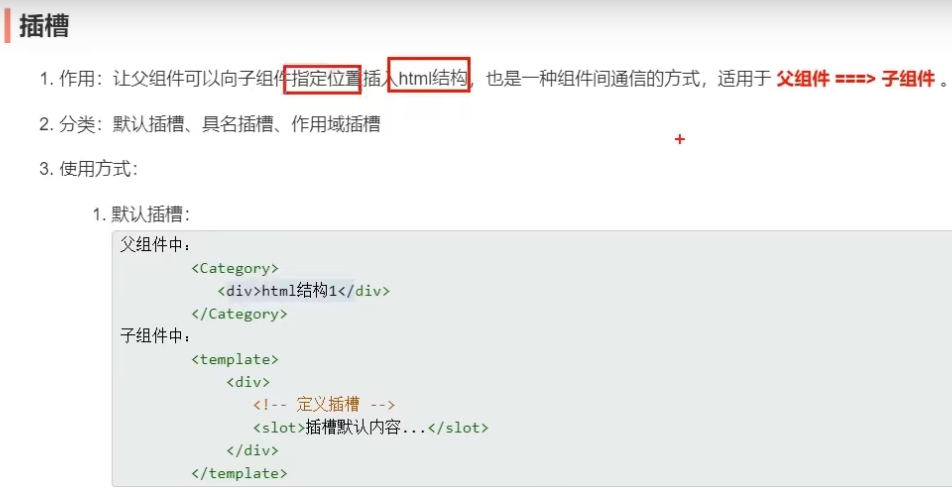 插槽
1. 作用：让父组件可以向子组件指定位置插入html结构，也是一种组件间通信的方式，适用于 父组件 ===> 子组件 。
2. 分类：默认插槽、具名插槽、作用域插槽
3. 使用方式：
1. 默认插槽：
父组件中：
<Category>
<div>html结构1</div>
</Category>
子组件中：
<template>
<div>
<!-- 定义插槽 -->
<slot>插槽默认内容...</slot>
</div>
</template>